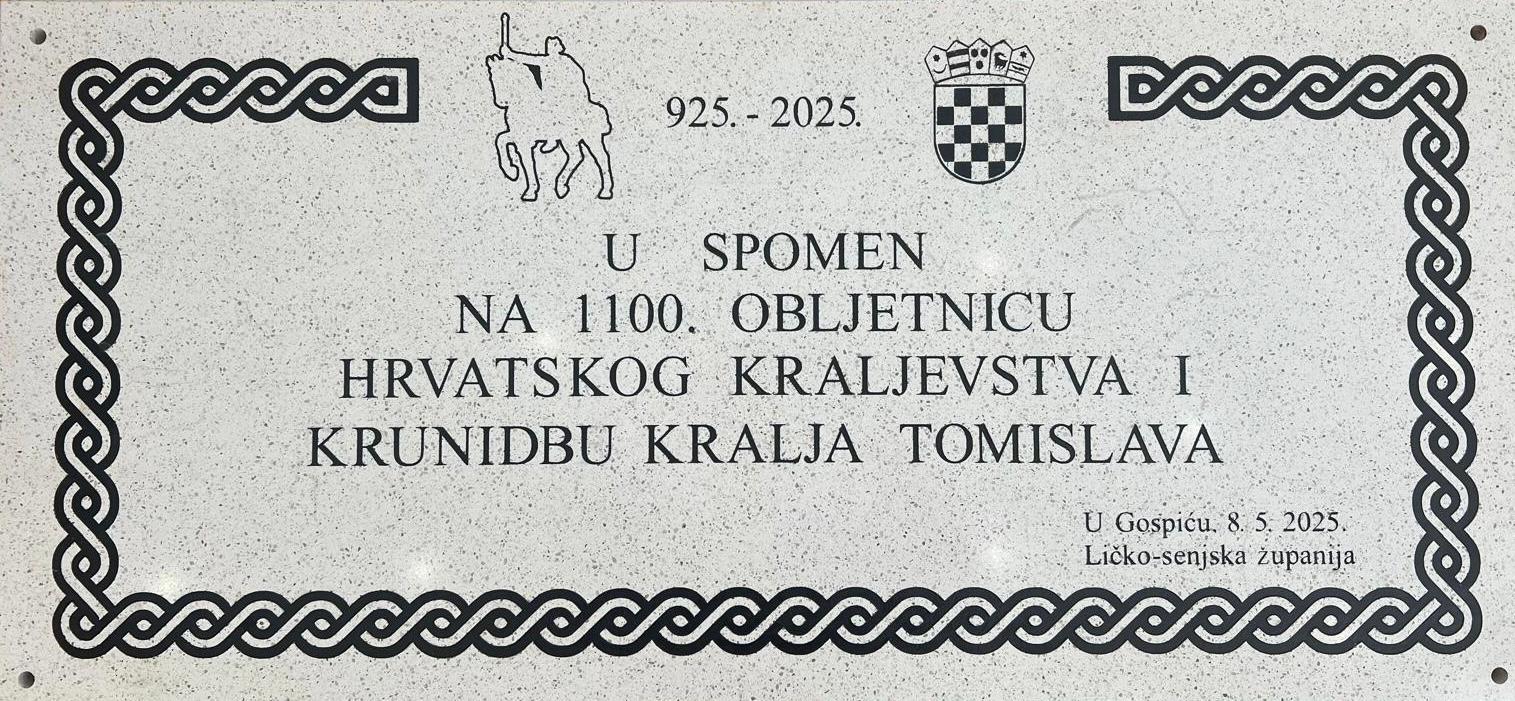 925. - 2025.
U SPOMEN
NA 1100. OBLJETNICU
HRVATSKOG KRALJEVSTVA I
KRUNIDBU KRALJA TOMISLAVA
U Gospiću, 8. 5. 2025.
Ličko-senjska županija